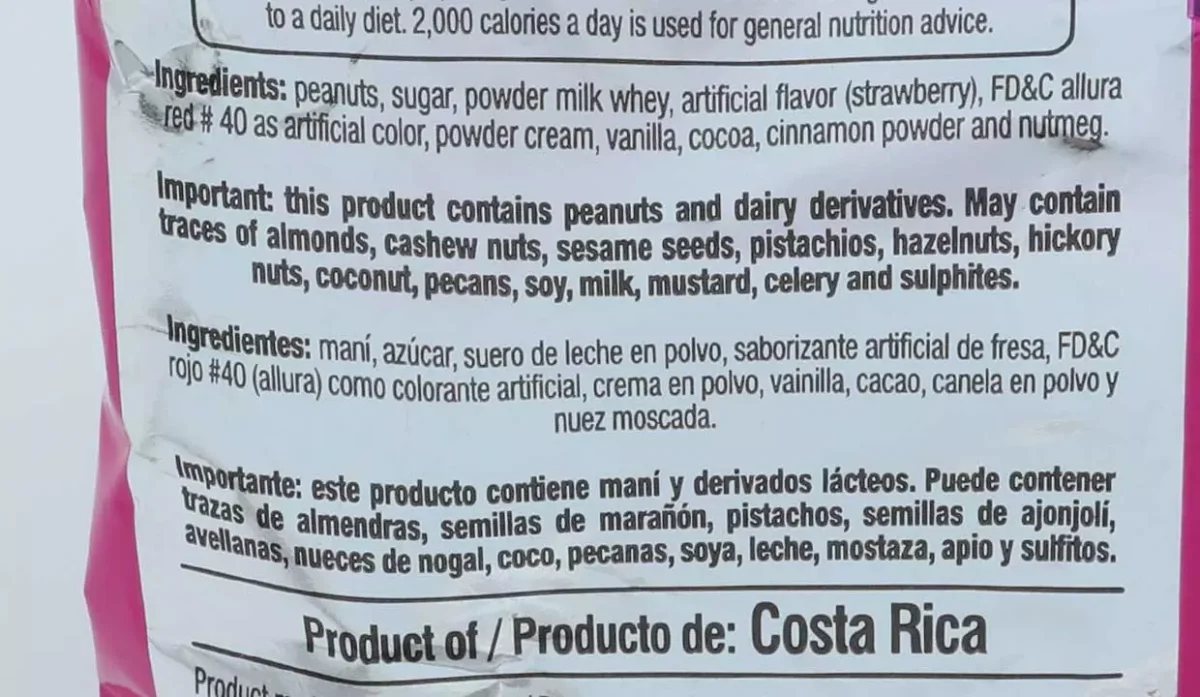 to a daily diet. 2,000 calories a day is used for general nutrition advice.
Ingredients: peanuts, sugar, powder milk whey, artificial flavor (strawberry), FD&C allura
red # 40 as artificial color, powder cream, vanilla, cocoa, cinnamon powder and nutmeg.
Important: this product contains peanuts and dairy derivatives. May contain
traces of almonds, cashew nuts, sesame seeds, pistachios, hazelnuts, hickory
nuts, coconut, pecans, soy, milk, mustard, celery and sulphites.
Ingredientes: maní, azúcar, suero de leche en polvo, saborizante artificial de fresa, FD&C
rojo #40 (allura) como colorante artificial, crema en polvo, vainilla, cacao, canela en polvo y
nuez moscada.
Importante: este producto contiene maní y derivados lácteos. Puede contener
trazas de almendras, semillas de marañón, pistachos, semillas de ajonjolí,
avellanas, nueces de nogal, coco, pecanas, soya, leche, mostaza, apio y sulfitos.
Product of / Producto de: Costa Rica
Product